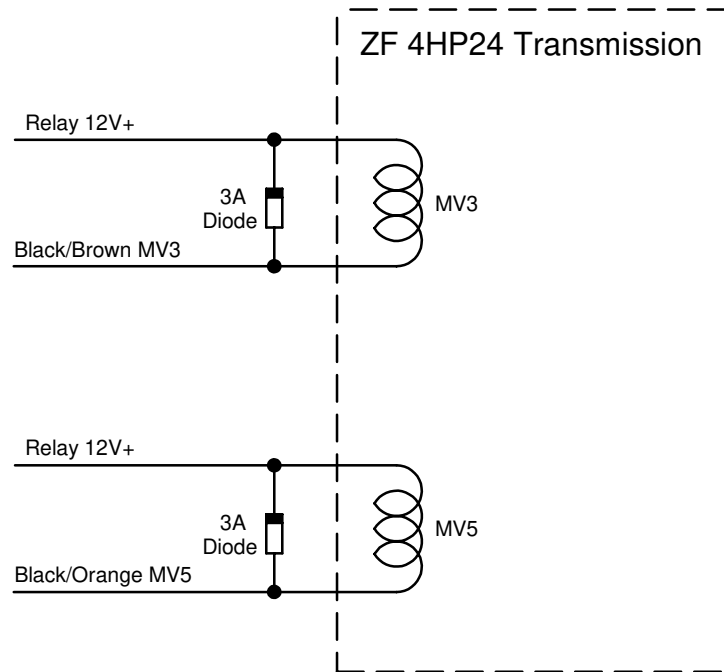 ZF 4HP24 Transmission
Relay 12V+
3A
Diode
MV3
Black/Brown MV3
Relay 12V+
3A
Diode
MV5
Black/Orange MV5